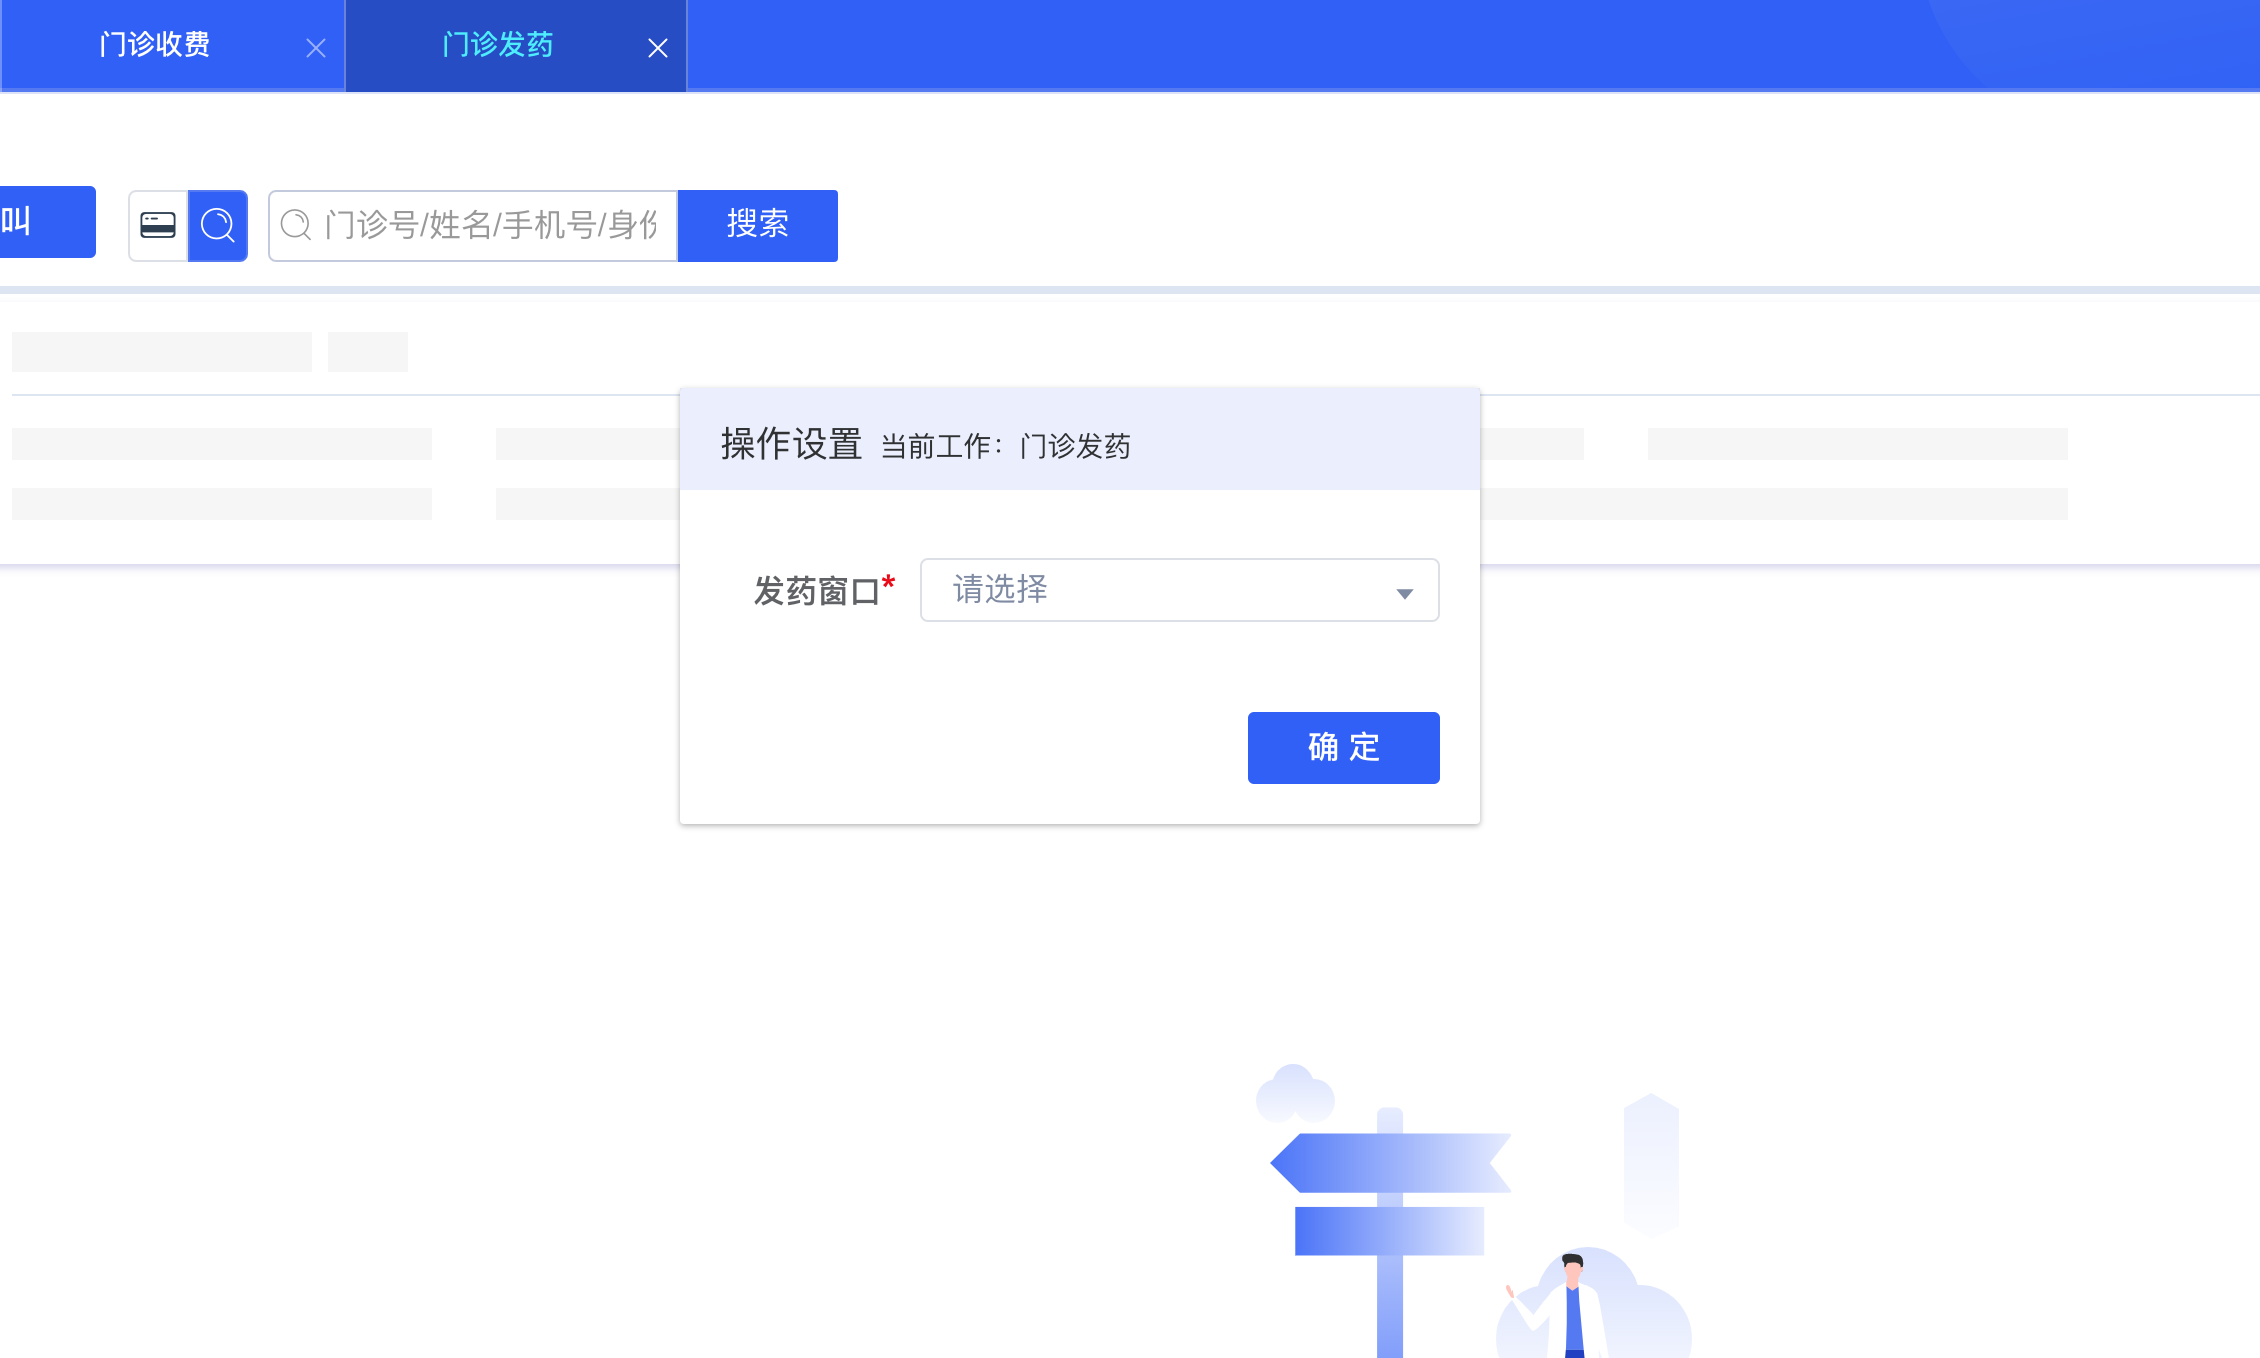 门诊收费
门诊发药
叫
门诊号/姓名/手机号/身份
搜索
操作设置 当前工作：门诊发药
发药窗口*
请选择
确 定